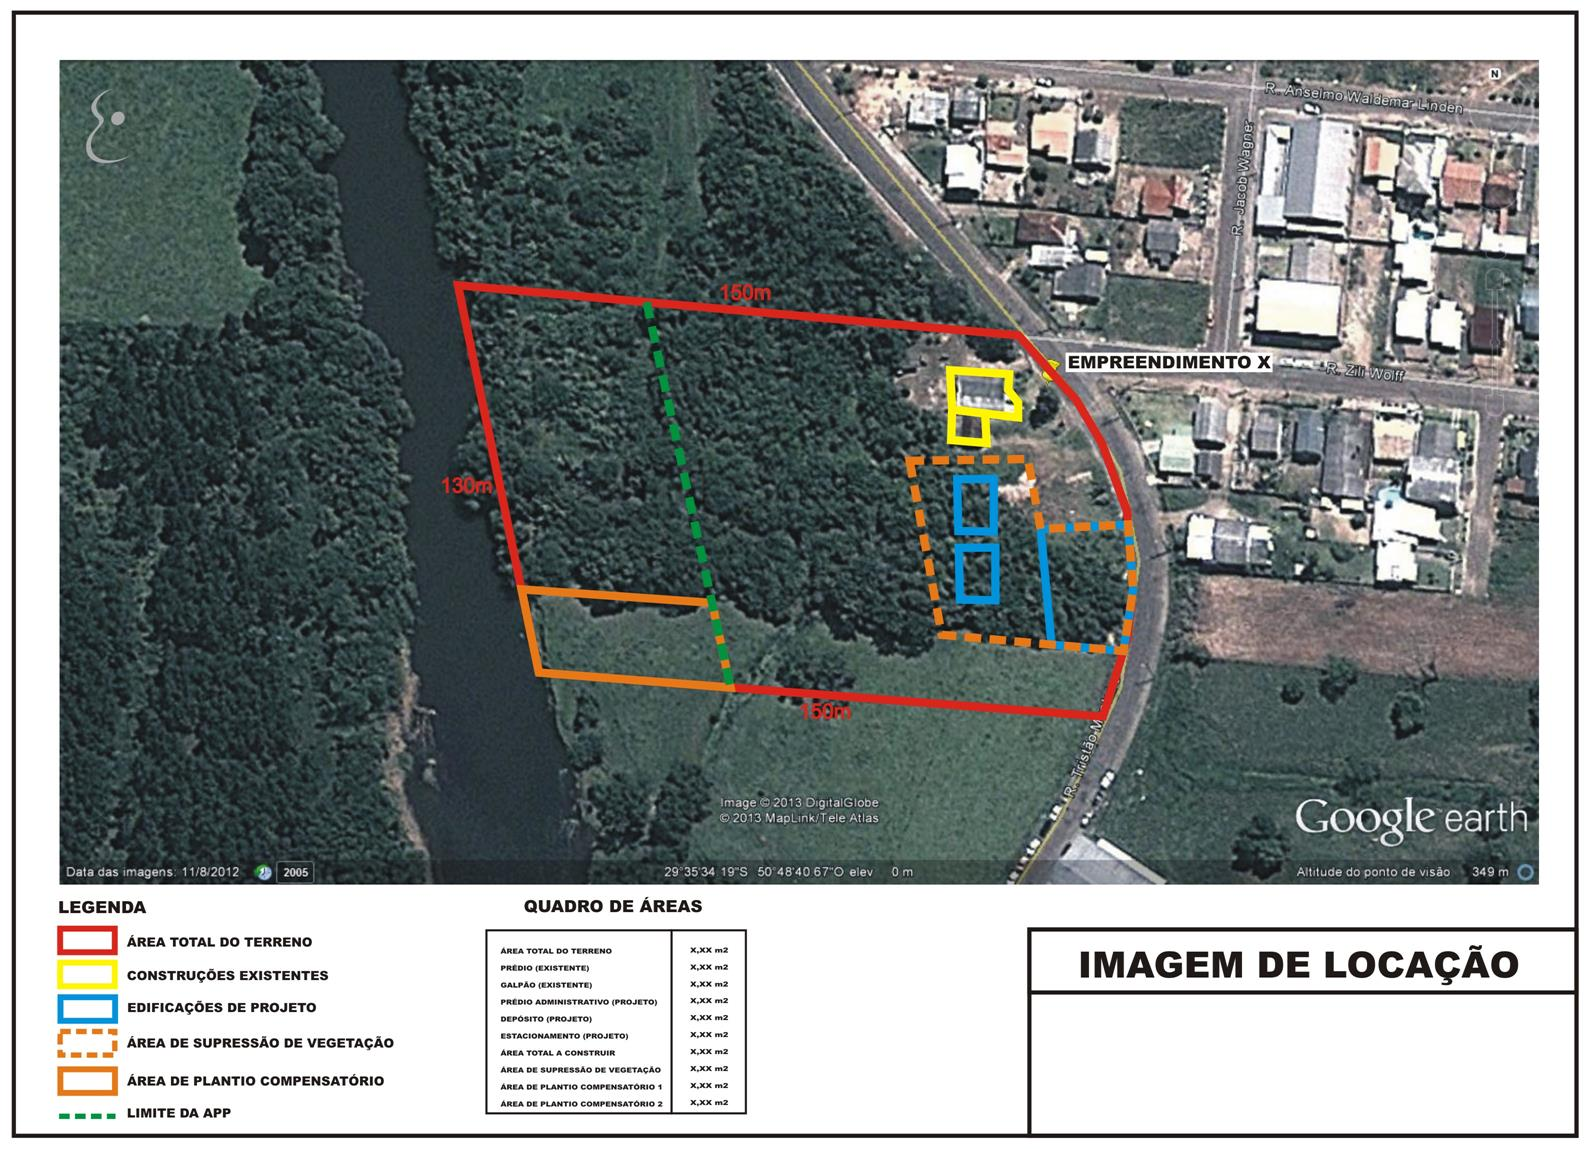 N
R. Anselmo Waldemar Linden
R. Jacob Wagner
150m
EMPREENDIMENTO X
R. Zili Wolff
130m
150m
R. Tristão M
Image © 2013 DigitalGlobe
© 2013 MapLink/Tele Atlas
Google earth
Data das imagens: 11/8/2012
2005
29°35'34 19"S 50°48'40 67"O elev 0 m
Altitude do ponto de visão 349 m
LEGENDA
ÁREA TOTAL DO TERRENO
CONSTRUÇÕES EXISTENTES
EDIFICAÇÕES DE PROJETO
ÁREA DE SUPRESSÃO DE VEGETAÇÃO
ÁREA DE PLANTIO COMPENSATÓRIO
LIMITE DA APP
QUADRO DE ÁREAS
ÁREA TOTAL DO TERRENO X,XX m2
PRÉDIO (EXISTENTE) X,XX m2
GALPÃO (EXISTENTE) X,XX m2
PRÉDIO ADMINISTRATIVO (PROJETO) X,XX m2
DEPÓSITO (PROJETO) X,XX m2
ESTACIONAMENTO (PROJETO) X,XX m2
ÁREA TOTAL A CONSTRUIR X,XX m2
ÁREA DE SUPRESSÃO DE VEGETAÇÃO X,XX m2
ÁREA DE PLANTIO COMPENSATÓRIO 1 X,XX m2
ÁREA DE PLANTIO COMPENSATÓRIO 2 X,XX m2
IMAGEM DE LOCAÇÃO